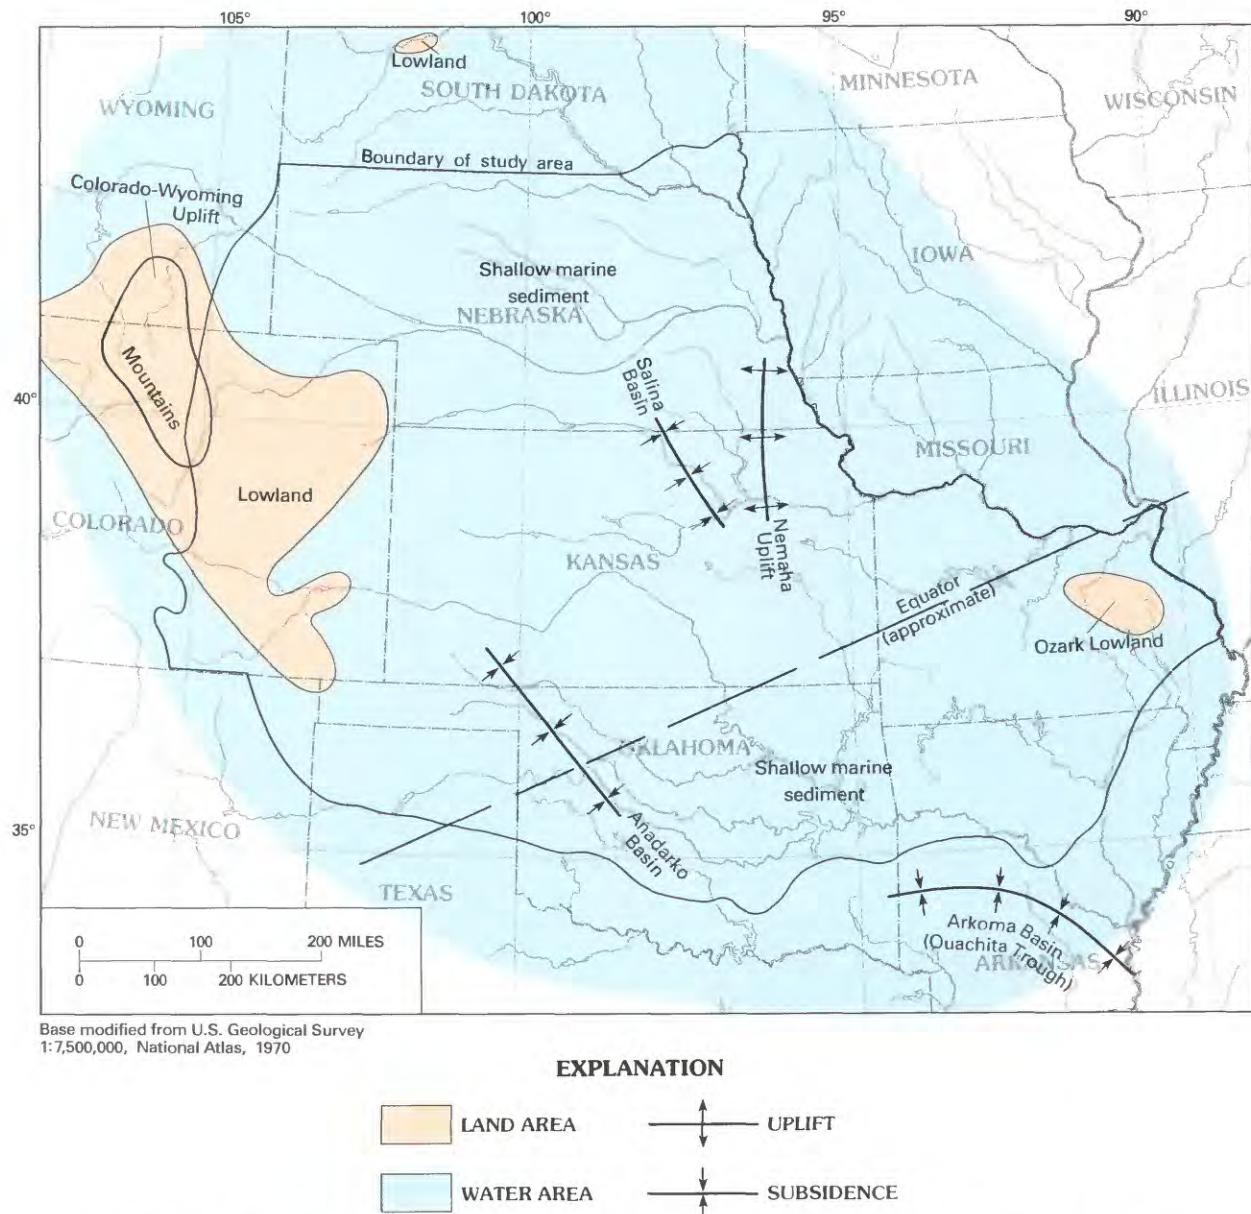 105°
100°
95°
90°
Lowland
SOUTH DAKOTA
MINNESOTA
WISCONSIN
WYOMING
Boundary of study area
Colorado-Wyoming
Uplift
IOWA
Shallow marine
sediment
NEBRASKA
Mountains
Salina
Basin
40°
ILLINOIS
MISSOURI
Lowland
COLORADO
KANSAS
Nemaha
Uplift
Equator
(approximate)
Ozark Lowland
OKLAHOMA
Shallow marine
sediment
35°
NEW MEXICO
Anadarko
Basin
TEXAS
Arkoma Basin
(Ouachita Trough)
ARKANSAS
0 100 200 MILES
0 100 200 KILOMETERS
Base modified from U.S. Geological Survey
1:7,500,000, National Atlas, 1970
EXPLANATION
LAND AREA
UPLIFT
WATER AREA
SUBSIDENCE